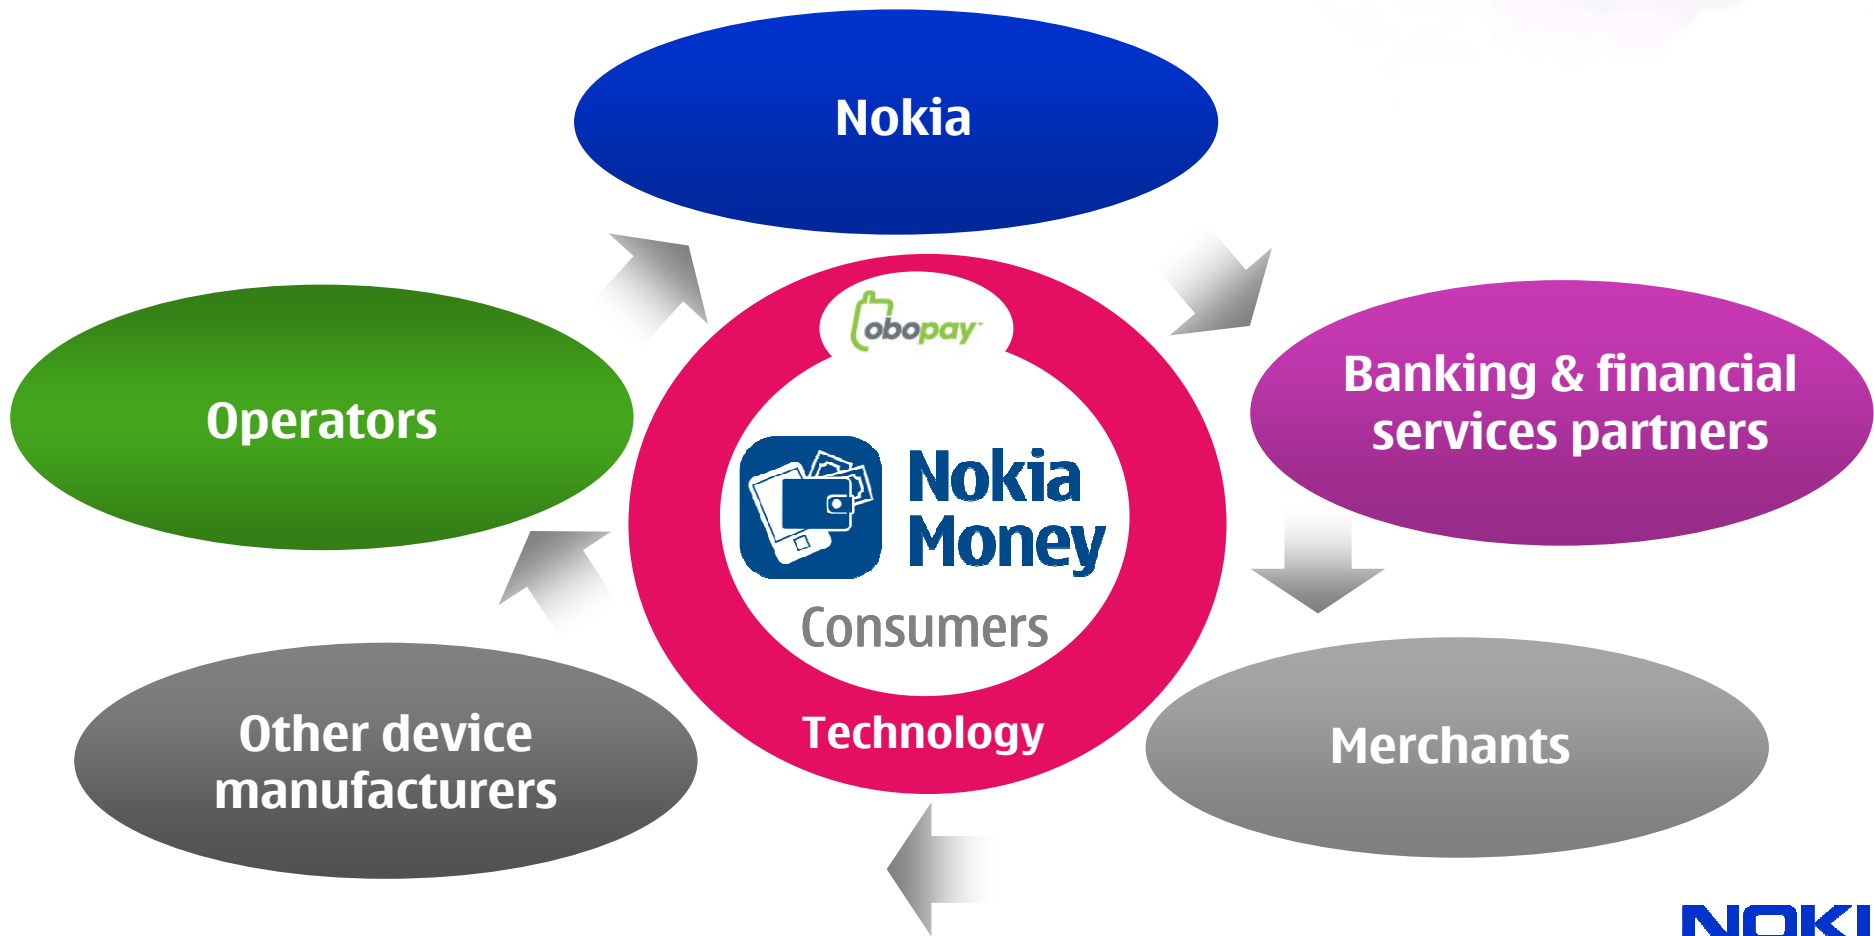 Nokia
obopay
Banking & financial
services partners
Operators
Nokia
Money
Consumers
Other device
manufacturers
Technology
Merchants
NOKI